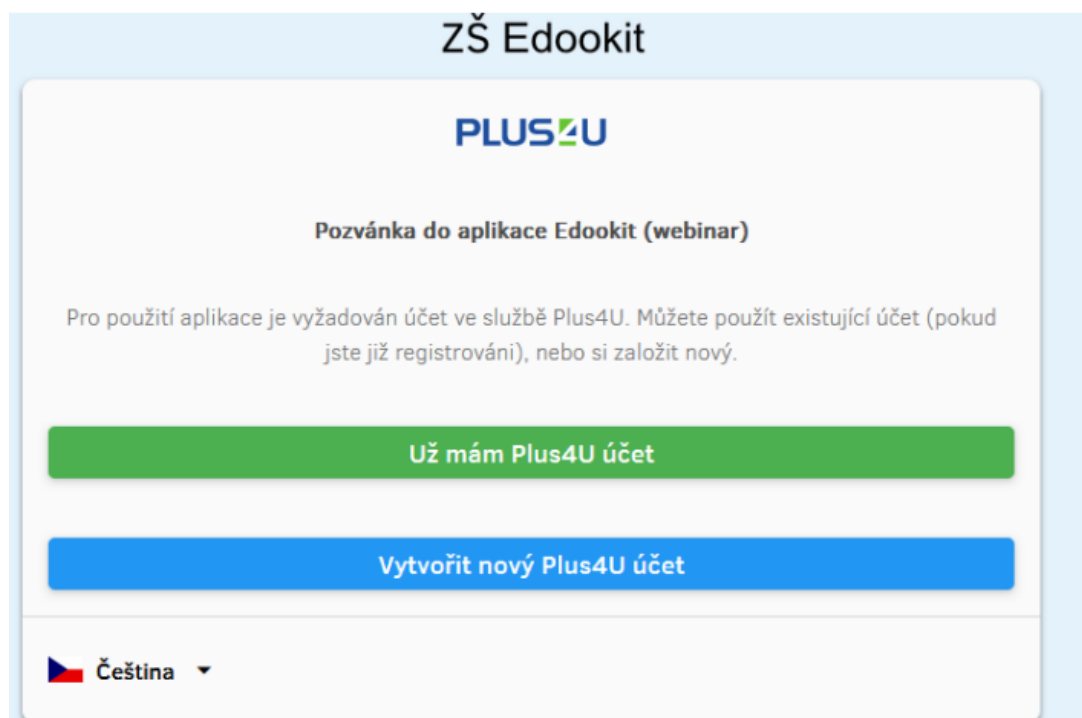 ZŠ Edookit
PLUS4U
Pozvánka do aplikace Edookit (webinar)
Pro použití aplikace je vyžadován účet ve službě Plus4U. Můžete použít existující účet (pokud
jste již registrováni), nebo si založit nový.
Už mám Plus4U účet
Vytvořit nový Plus4U účet
Čeština